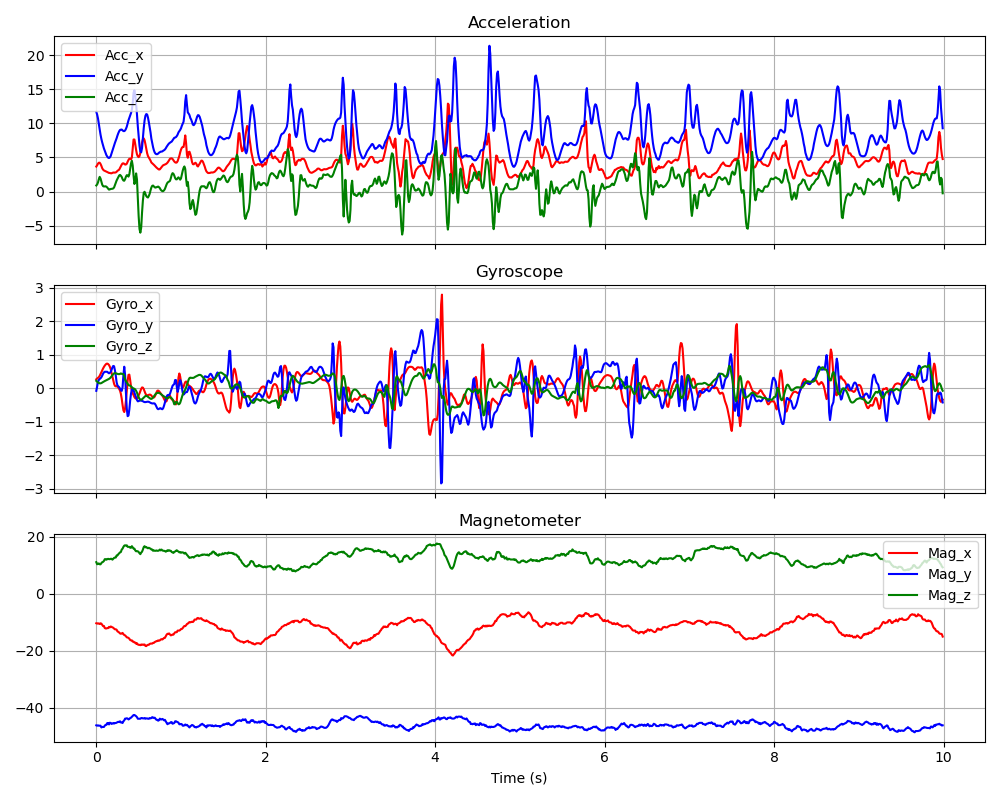 Acceleration
Acc_x
Acc_y
Acc_z
20
15
10
5
0
−5
Gyroscope
Gyro_x
Gyro_y
Gyro_z
3
2
1
0
−1
−2
−3
Magnetometer
Mag_x
Mag_y
Mag_z
20
0
−20
−40
0 2 4 6 8 10
Time (s)